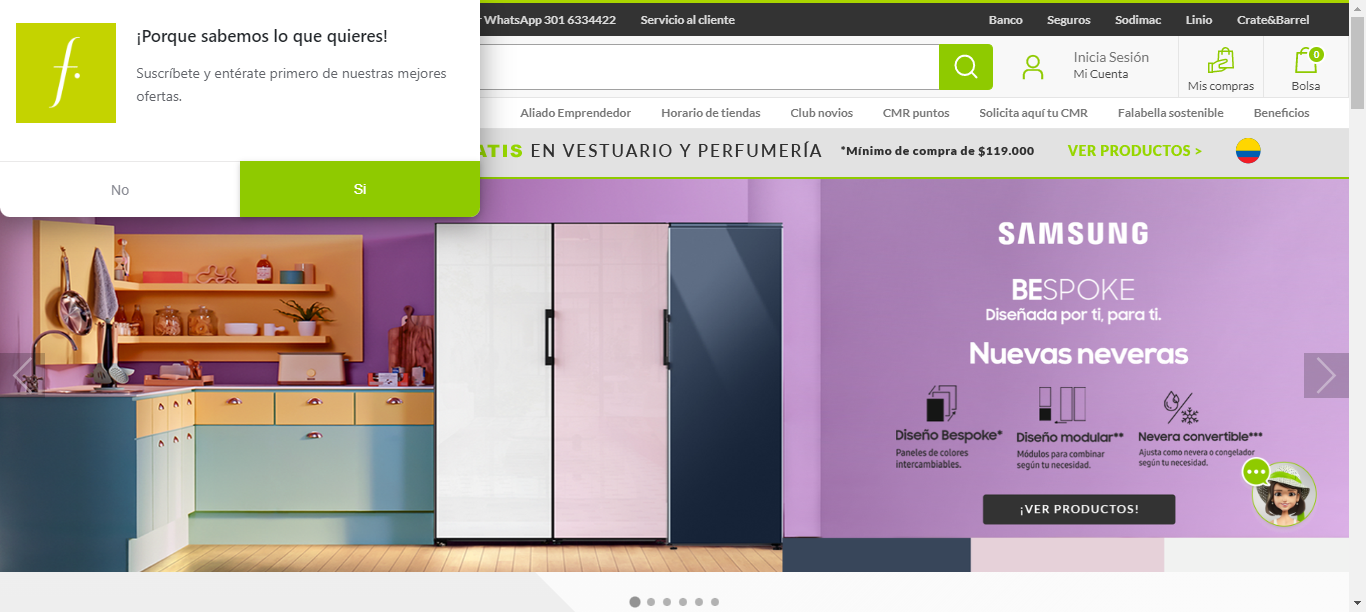 ¡Porque sabemos lo que quieres!
Suscríbete y entérate primero de nuestras mejores
ofertas.
No
Si
WhatsApp 301 6334422
Servicio al cliente
Banco
Seguros
Sodimac
Linio
Crate&Barrel
Inicia Sesión
Mi Cuenta
Mis compras
0
Bolsa
Aliado Emprendedor
Horario de tiendas
Club novios
CMR puntos
Solicita aquí tu CMR
Falabella sostenible
Beneficios
EN VESTUARIO Y PERFUMERÍA
*Mínimo de compra de $119.000
VER PRODUCTOS >
SAMSUNG
BESPOKE
Diseñada por ti, para ti.
Nuevas neveras
Diseño Bespoke*
Paneles de colores
intercambiables.
Diseño modular**
Módulos para combinar
según tu necesidad.
Nevera convertible***
Ajusta como nevera o congelador
según tu necesidad.
¡VER PRODUCTOS!